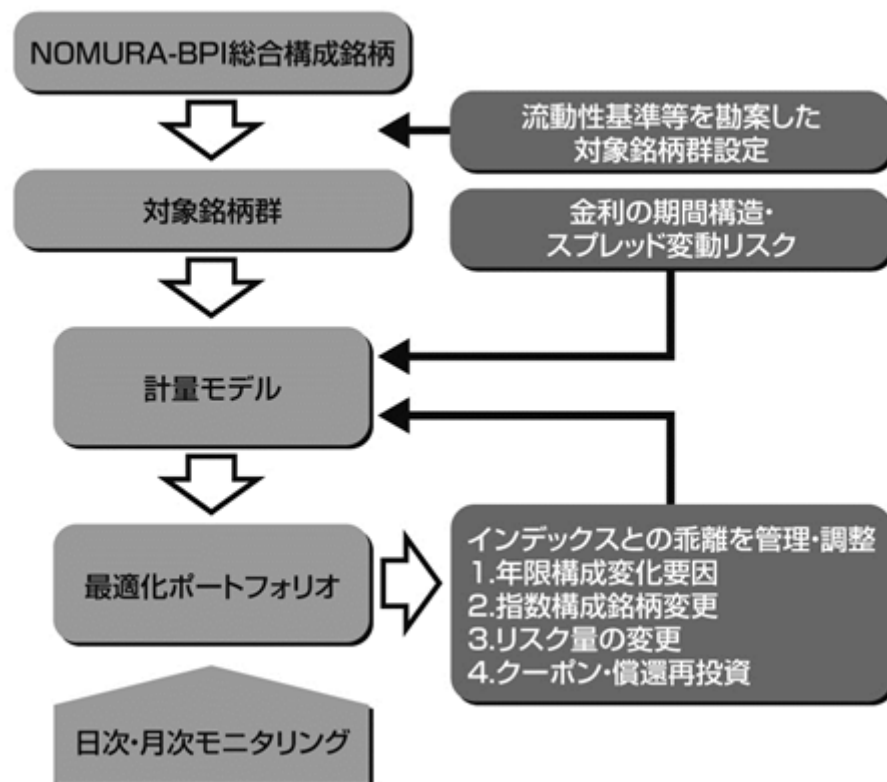 NOMURA-BPI総合構成銘柄
流動性基準等を勘案した
対象銘柄群設定
対象銘柄群
金利の期間構造・
スプレッド変動リスク
計量モデル
最適化ポートフォリオ
インデックスとの乖離を管理・調整
1.年限構成変化要因
2.指数構成銘柄変更
3.リスク量の変更
4.クーポン・償還再投資
日次・月次モニタリング